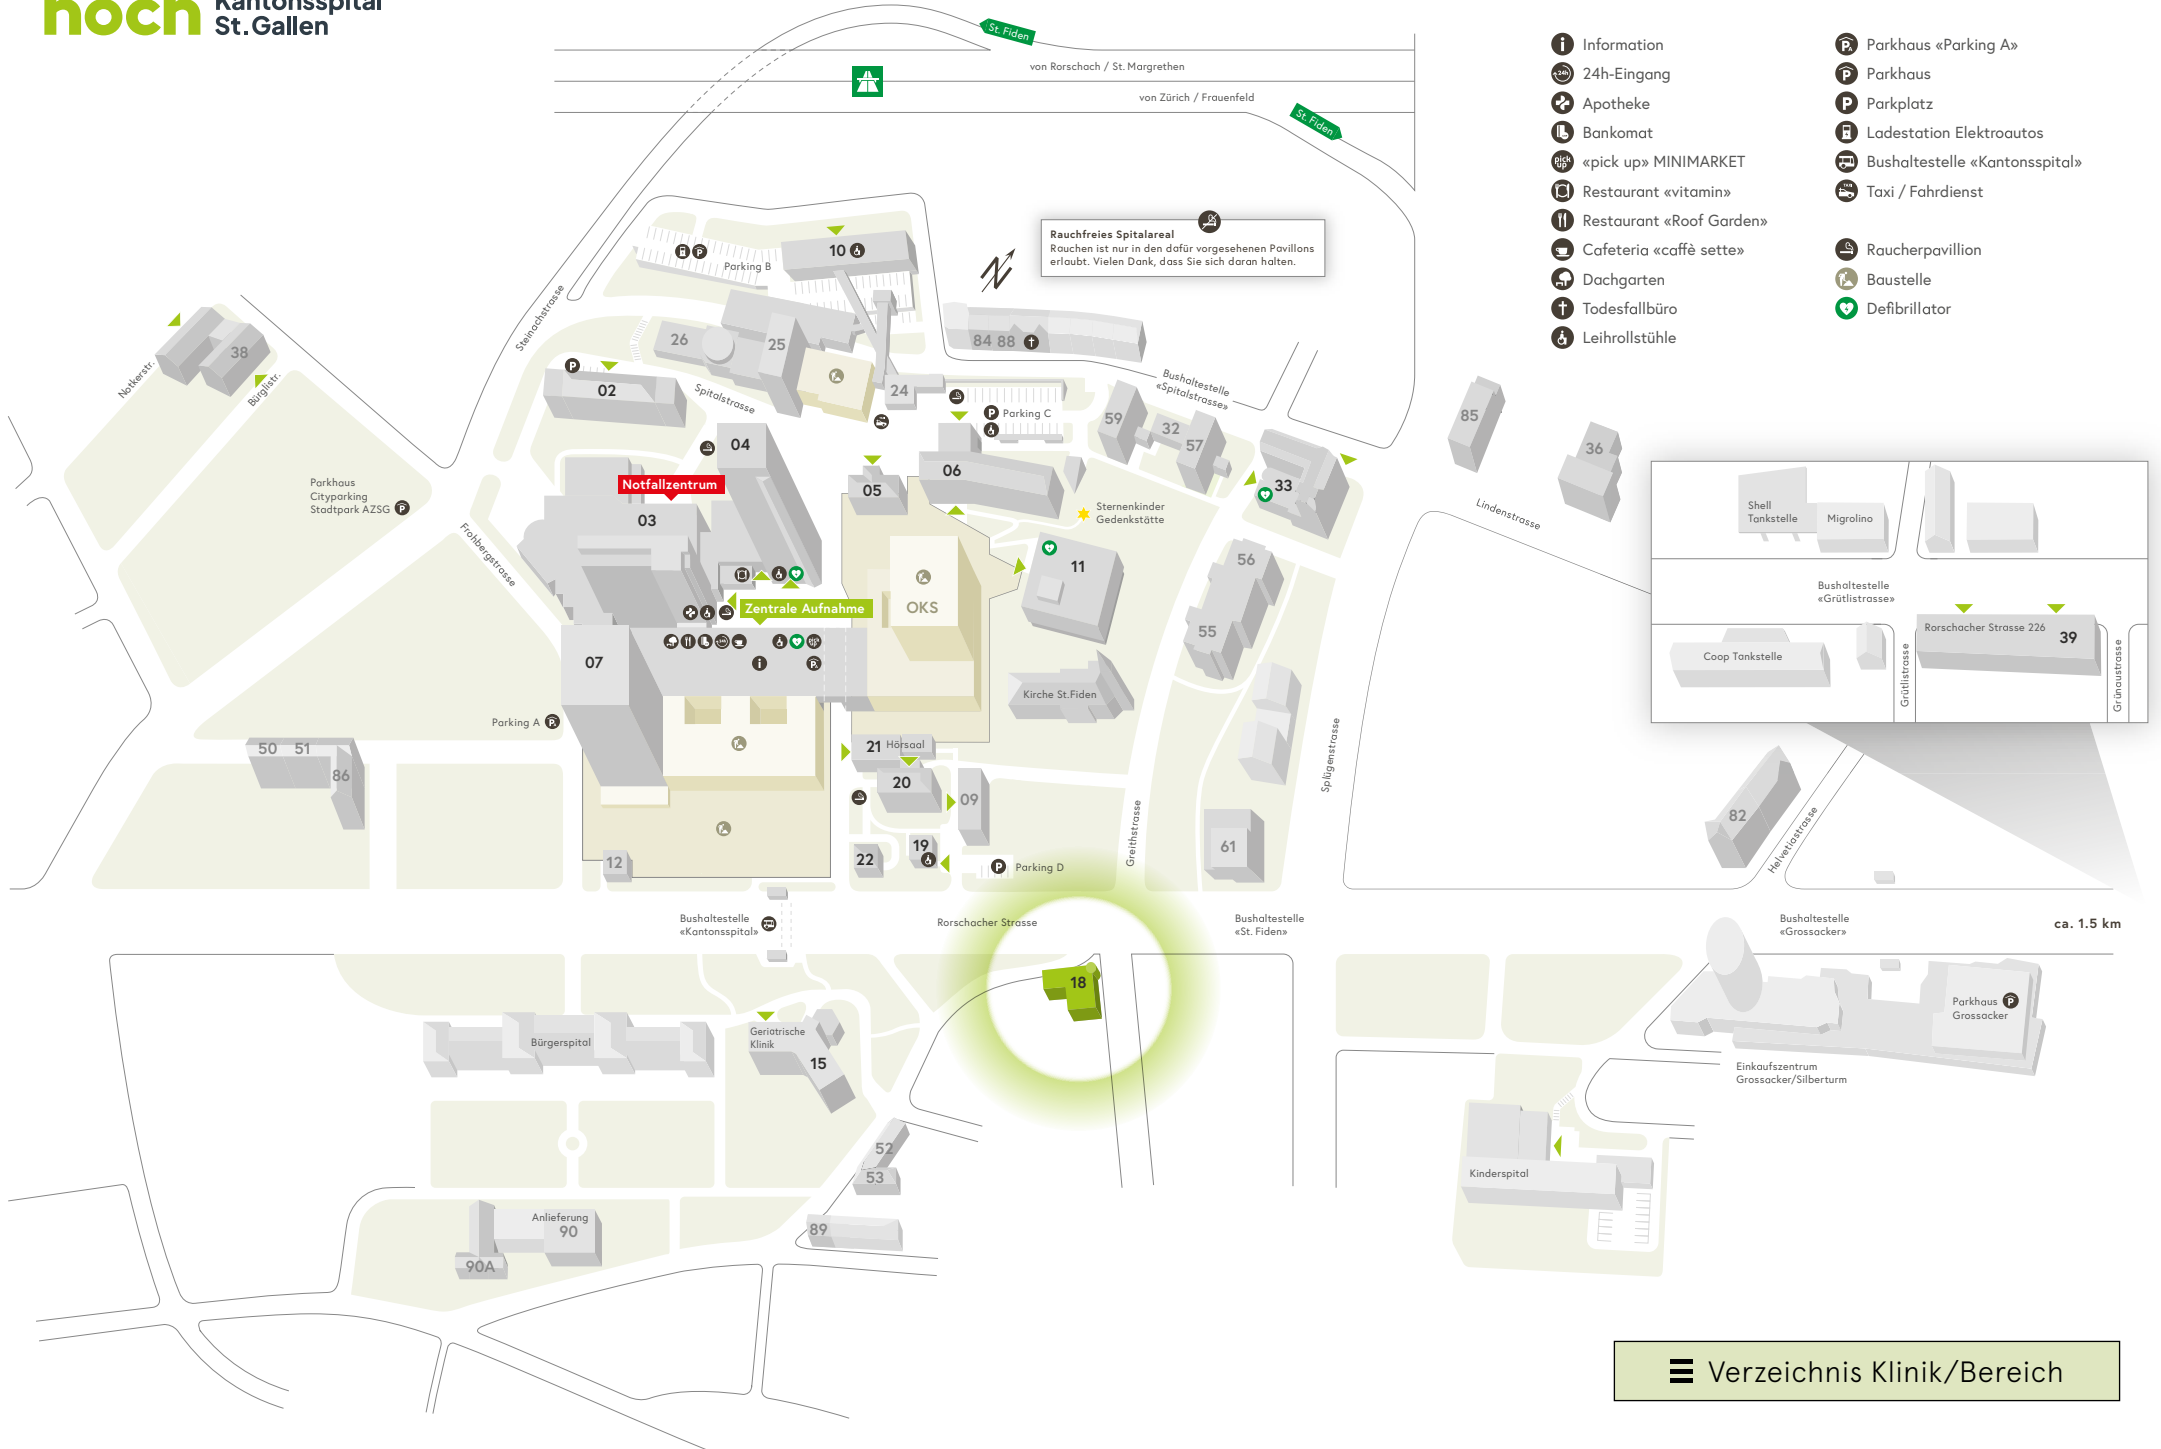 noch Kantonsspital
St.Gallen
St. Fiden
von Rorschach / St. Margrethen
von Zürich / Frauenfeld
St. Fiden
Information
24h-Eingang
Apotheke
Bankomat
«pick up» MINIMARKET
Restaurant «vitamin»
Restaurant «Roof Garden»
Cafeteria «caffè sette»
Dachgarten
Todesfallbüro
Leihrollstühle
Parkhaus «Parking A»
Parkhaus
Parkplatz
Ladestation Elektroautos
Bushaltestelle «Kantonsspital»
Taxi / Fahrdienst
Raucherpavillion
Baustelle
Defibrillator
Rauchfreies Spitalareal
Rauchen ist nur in den dafür vorgesehenen Pavillons
erlaubt. Vielen Dank, dass Sie sich daran halten.
N
Parking B
10
Steinachstrasse
26
25
84 88
38
Notkerstr.
Bürglistr.
02
Spitalstrasse
24
Bushaltestelle
«Spitalstrasse»
Parking C
59
32
57
85
36
04
06
05
33
Notfallzentrum
03
Parkhaus
Cityparking
Stadtpark AZSG
Frohbergstrasse
Sternenkinder
Gedenkstätte
Lindenstrasse
11
56
55
OKS
Zentrale Aufnahme
07
Kirche St.Fiden
Parking A
21 Hörsaal
20
09
50 51
86
12
22
19
Parking D
Greithstrasse
Splügenstrasse
61
82
Helvetiastrasse
Shell
Tankstelle
Migrolino
Bushaltestelle
«Grütlistrasse»
Rorschacher Strasse 226
39
Coop Tankstelle
Grütlistrasse
Grünaustrasse
Bushaltestelle
«Kantonsspital»
Rorschacher Strasse
Bushaltestelle
«St. Fiden»
Bushaltestelle
«Grossacker»
ca. 1.5 km
18
Bürgerspital
Geriatrische
Klinik
15
Parkhaus
Grossacker
Einkaufszentrum
Grossacker/Silberturm
52
53
89
Kinderspital
Anlieferung
90
90A
Verzeichnis Klinik/Bereich